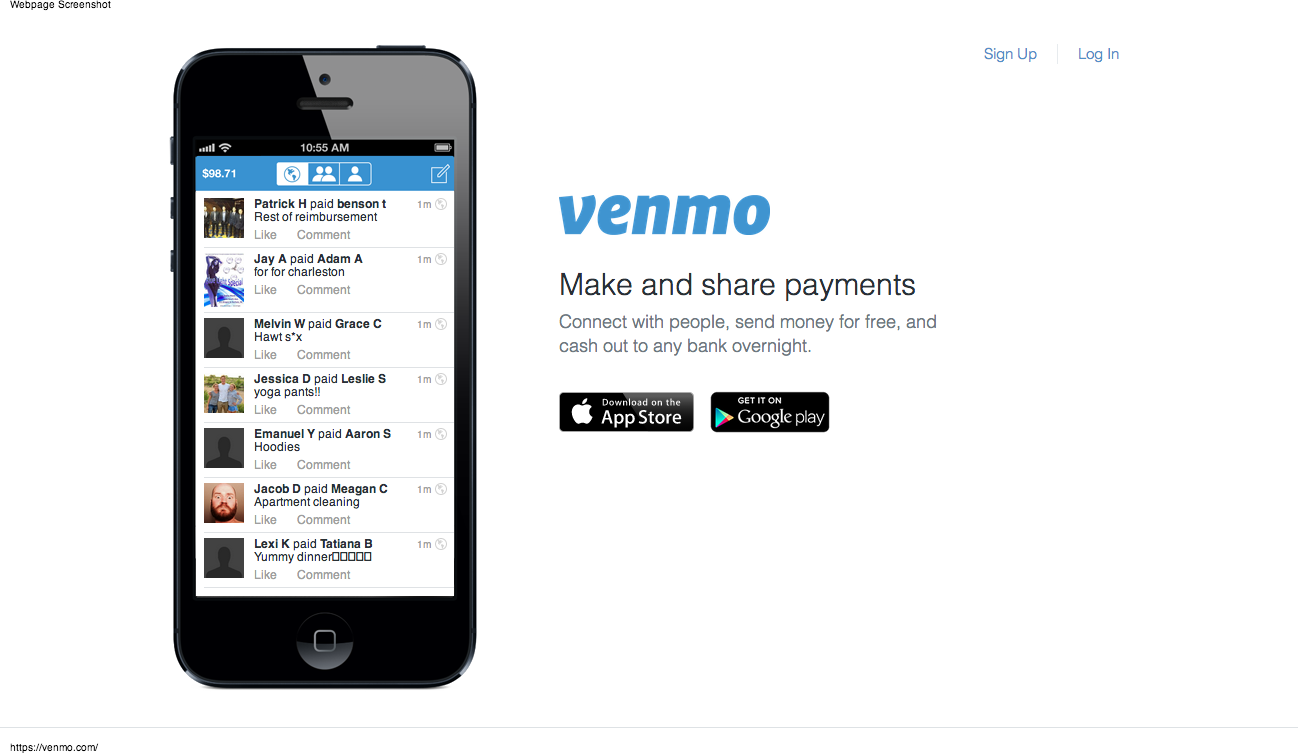 Webpage Screenshot
Sign Up
Log In
10:55 AM
$98.71
Patrick H paid benson t
1m
Rest of reimbursement
Like Comment
Jay A paid Adam A
1m
for for charleston
Like Comment
Melvin W paid Grace C
1m
Hawt s*x
Like Comment
Jessica D paid Leslie S
1m
yoga pants!!
Like Comment
Emanuel Y paid Aaron S
1m
Hoodies
Like Comment
Jacob D paid Meagan C
1m
Apartment cleaning
Like Comment
Lexi K paid Tatiana B
1m
Yummy dinner
Like Comment
venmo
Make and share payments
Connect with people, send money for free, and
cash out to any bank overnight.
Download on the
App Store
GET IT ON
Google play
https://venmo.com/